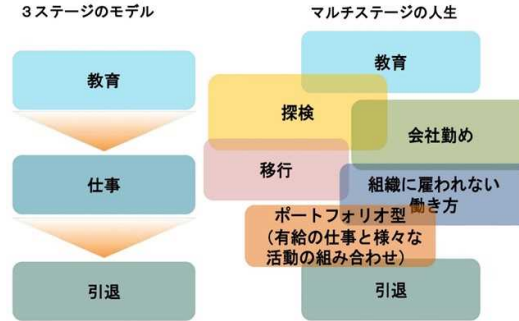 3ステージのモデル
教育
仕事
引退
マルチステージの人生
教育
探検
会社勤め
移行
組織に雇われない
働き方
ポートフォリオ型
(有給の仕事と様々な
活動の組み合わせ)
引退